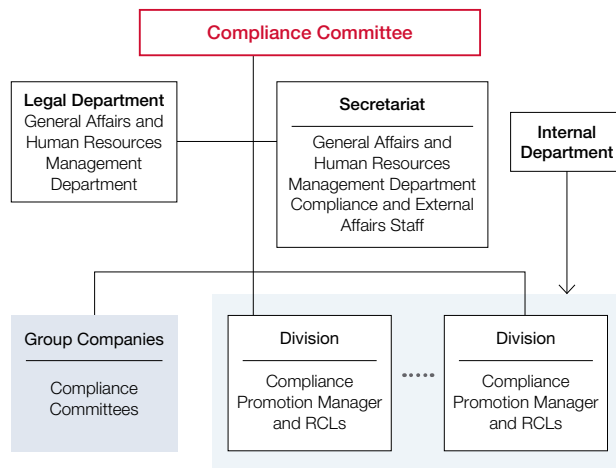 Compliance Committee
Legal Department
General Affairs and
Human Resources
Management
Department
Secretariat
General Affairs and
Human Resources
Management Department
Compliance and External
Affairs Staff
Internal
Department
Group Companies
Compliance
Committees
Division
Compliance
Promotion Manager
and RCLs
.....
Division
Compliance
Promotion Manager
and RCLs